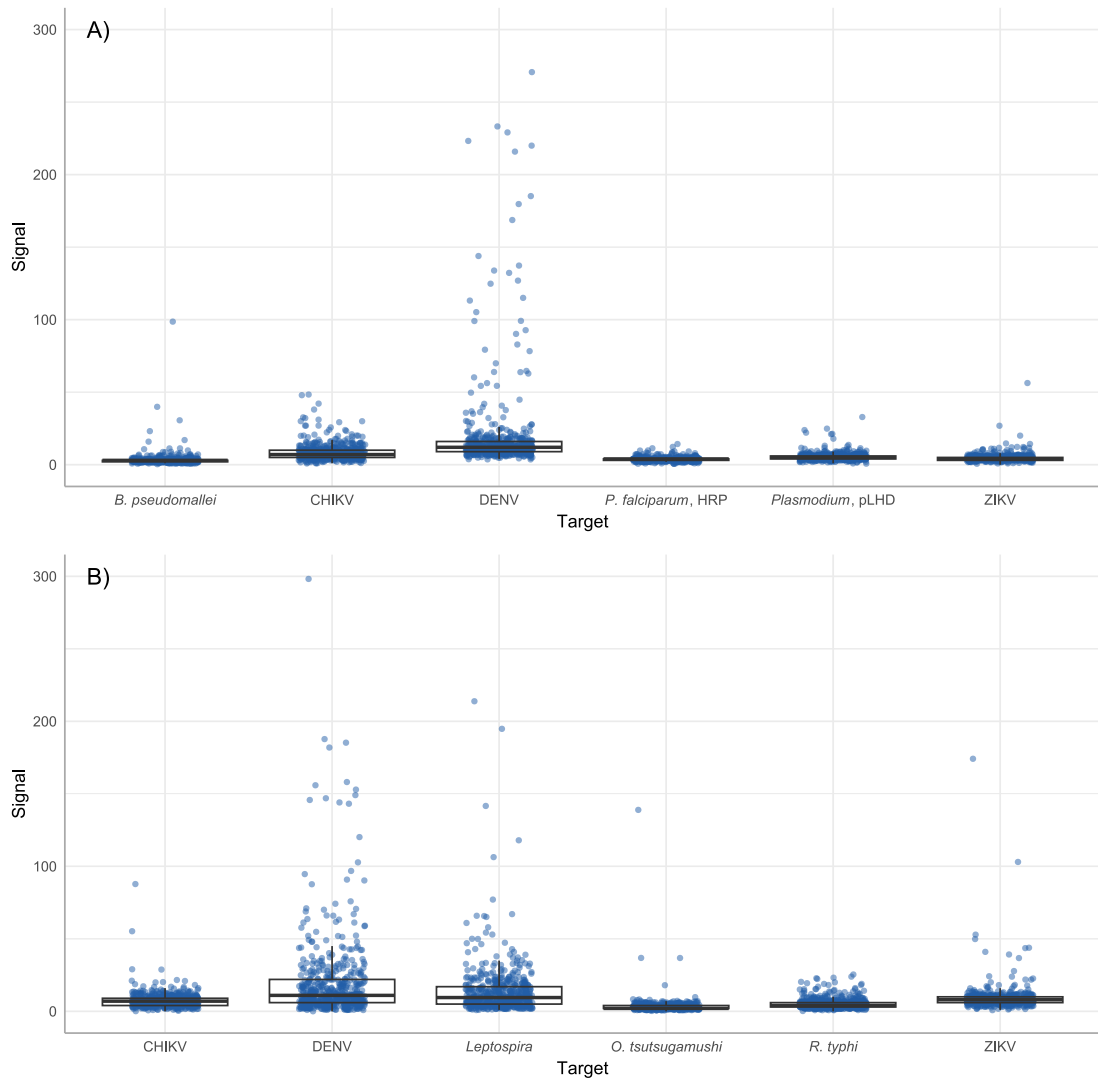 A)
300
200
100
0
Signal
B. pseudomallei CHIKV DENV P. falciparum, HRP Plasmodium, pLHD ZIKV
Target
B)
300
200
100
0
Signal
CHIKV DENV Leptospira O. tsutsugamushi R. typhi ZIKV
Target